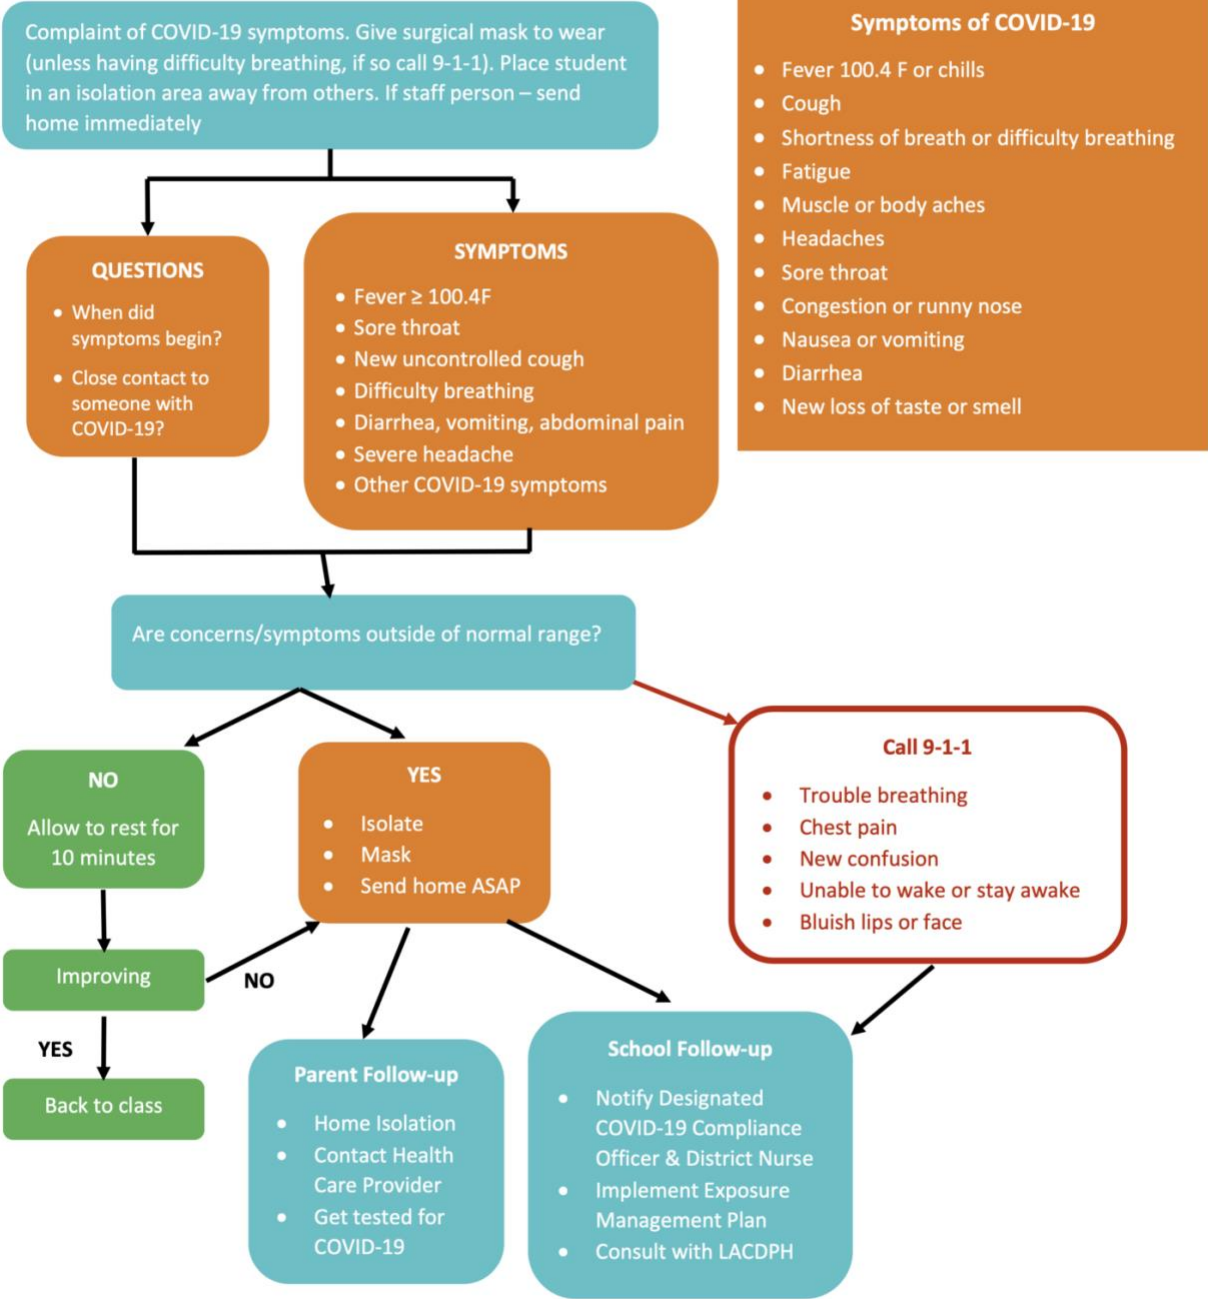 Complaint of COVID-19 symptoms. Give surgical mask to wear
(unless having difficulty breathing, if so call 9-1-1). Place student
in an isolation area away from others. If staff person – send
home immediately
Symptoms of COVID-19
• Fever 100.4 F or chills
• Cough
• Shortness of breath or difficulty breathing
• Fatigue
• Muscle or body aches
• Headaches
• Sore throat
• Congestion or runny nose
• Nausea or vomiting
• Diarrhea
• New loss of taste or smell
QUESTIONS
• When did
symptoms begin?
• Close contact to
someone with
COVID-19?
SYMPTOMS
• Fever ≥ 100.4F
• Sore throat
• New uncontrolled cough
• Difficulty breathing
• Diarrhea, vomiting, abdominal pain
• Severe headache
• Other COVID-19 symptoms
Are concerns/symptoms outside of normal range?
NO
Allow to rest for
10 minutes
YES
• Isolate
• Mask
• Send home ASAP
Call 9-1-1
• Trouble breathing
• Chest pain
• New confusion
• Unable to wake or stay awake
• Bluish lips or face
Improving
NO
YES
Back to class
Parent Follow-up
• Home Isolation
• Contact Health
Care Provider
• Get tested for
COVID-19
School Follow-up
• Notify Designated
COVID-19 Compliance
Officer & District Nurse
• Implement Exposure
Management Plan
• Consult with LACDPH